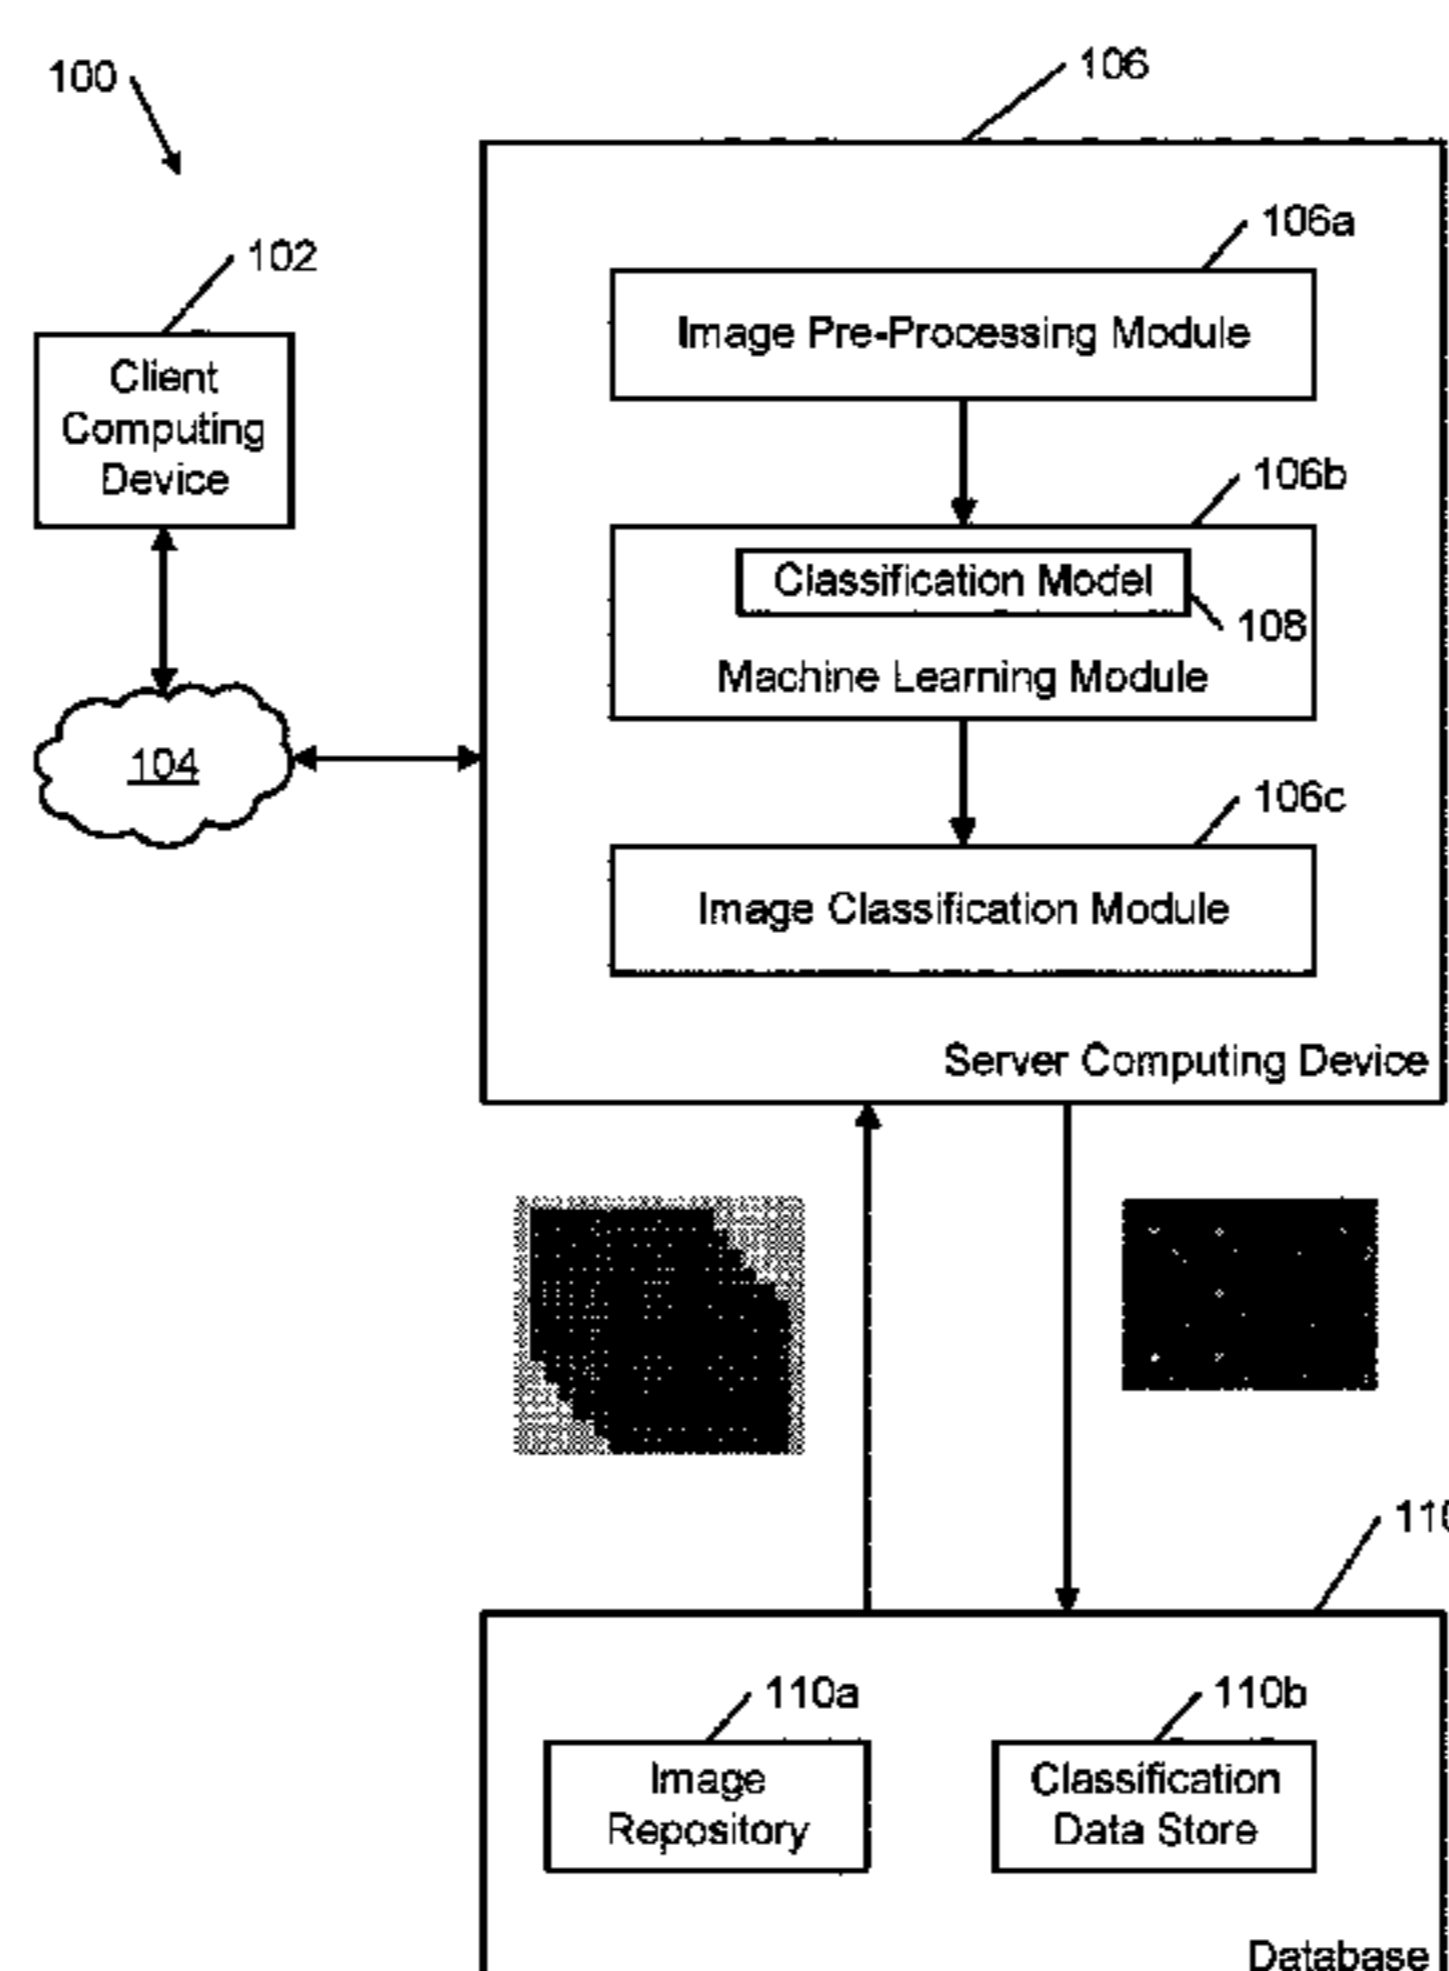 100
106
106a
102
Image Pre-Processing Module
Client
Computing
Device
106b
Classification Model
108
Machine Learning Module
104
106c
Image Classification Module
Server Computing Device
110a
110b
Image
Repository
Classification
Data Store
Database